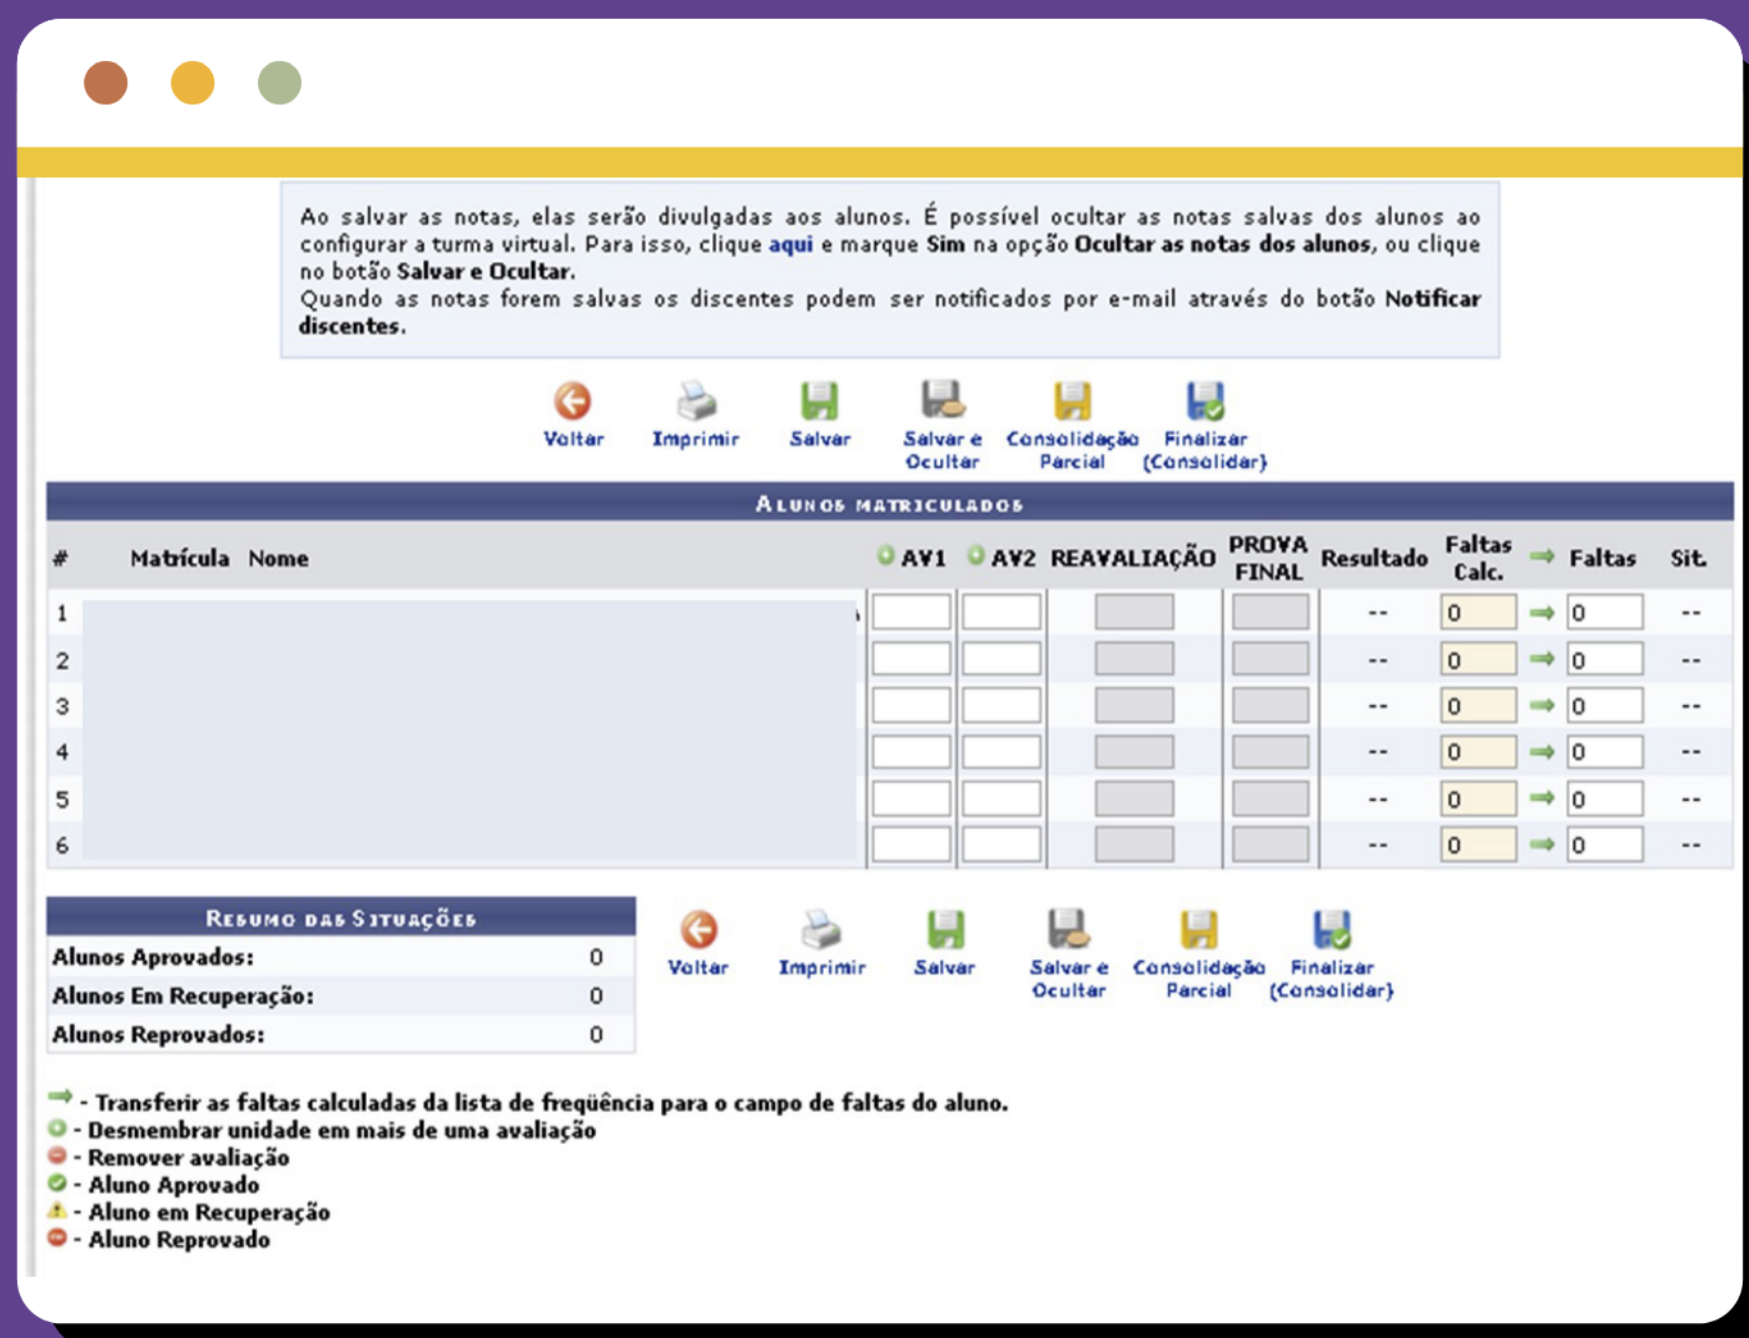 Ao salvar as notas, elas serão divulgadas aos alunos. É possível ocultar as notas salvas dos alunos ao
configurar a turma virtual. Para isso, clique aqui e marque Sim na opção Ocultar as notas dos alunos, ou clique
no botão Salvar e Ocultar.
Quando as notas forem salvas os discentes podem ser notificados por e-mail através do botão Notificar
discentes.
Voltar Imprimir Salvar Salvar e Ocultar Consolidação Parcial Finalizar (Consolidar)
ALUNOS MATRICULADOS
# Matrícula Nome AV1 AV2 REAVALIAÇÃO PROVA FINAL Resultado Faltas Calc. Faltas Sit.
1 -- 0 0 --
2 -- 0 0 --
3 -- 0 0 --
4 -- 0 0 --
5 -- 0 0 --
6 -- 0 0 --
RESUMO DAS SITUAÇÕES
Alunos Aprovados: 0
Alunos Em Recuperação: 0
Alunos Reprovados: 0
Voltar Imprimir Salvar Salvar e Ocultar Consolidação Parcial Finalizar (Consolidar)
- Transferir as faltas calculadas da lista de freqüência para o campo de faltas do aluno.
- Desmembrar unidade em mais de uma avaliação
- Remover avaliação
- Aluno Aprovado
- Aluno em Recuperação
- Aluno Reprovado